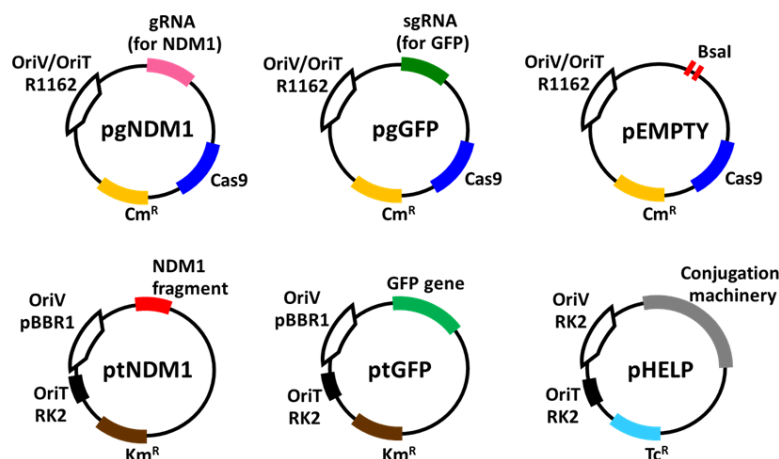 gRNA
(for NDM1)
OriV/OriT
R1162
pgNDM1
Cas9
Cmᴿ
sgRNA
(for GFP)
OriV/OriT
R1162
pgGFP
Cas9
Cmᴿ
BsaI
OriV/OriT
R1162
pEMPTY
Cas9
Cmᴿ
NDM1
fragment
OriV
pBBR1
ptNDM1
OriT
RK2
Kmᴿ
GFP gene
OriV
pBBR1
ptGFP
OriT
RK2
Kmᴿ
Conjugation
machinery
OriV
RK2
pHELP
OriT
RK2
Tcᴿ